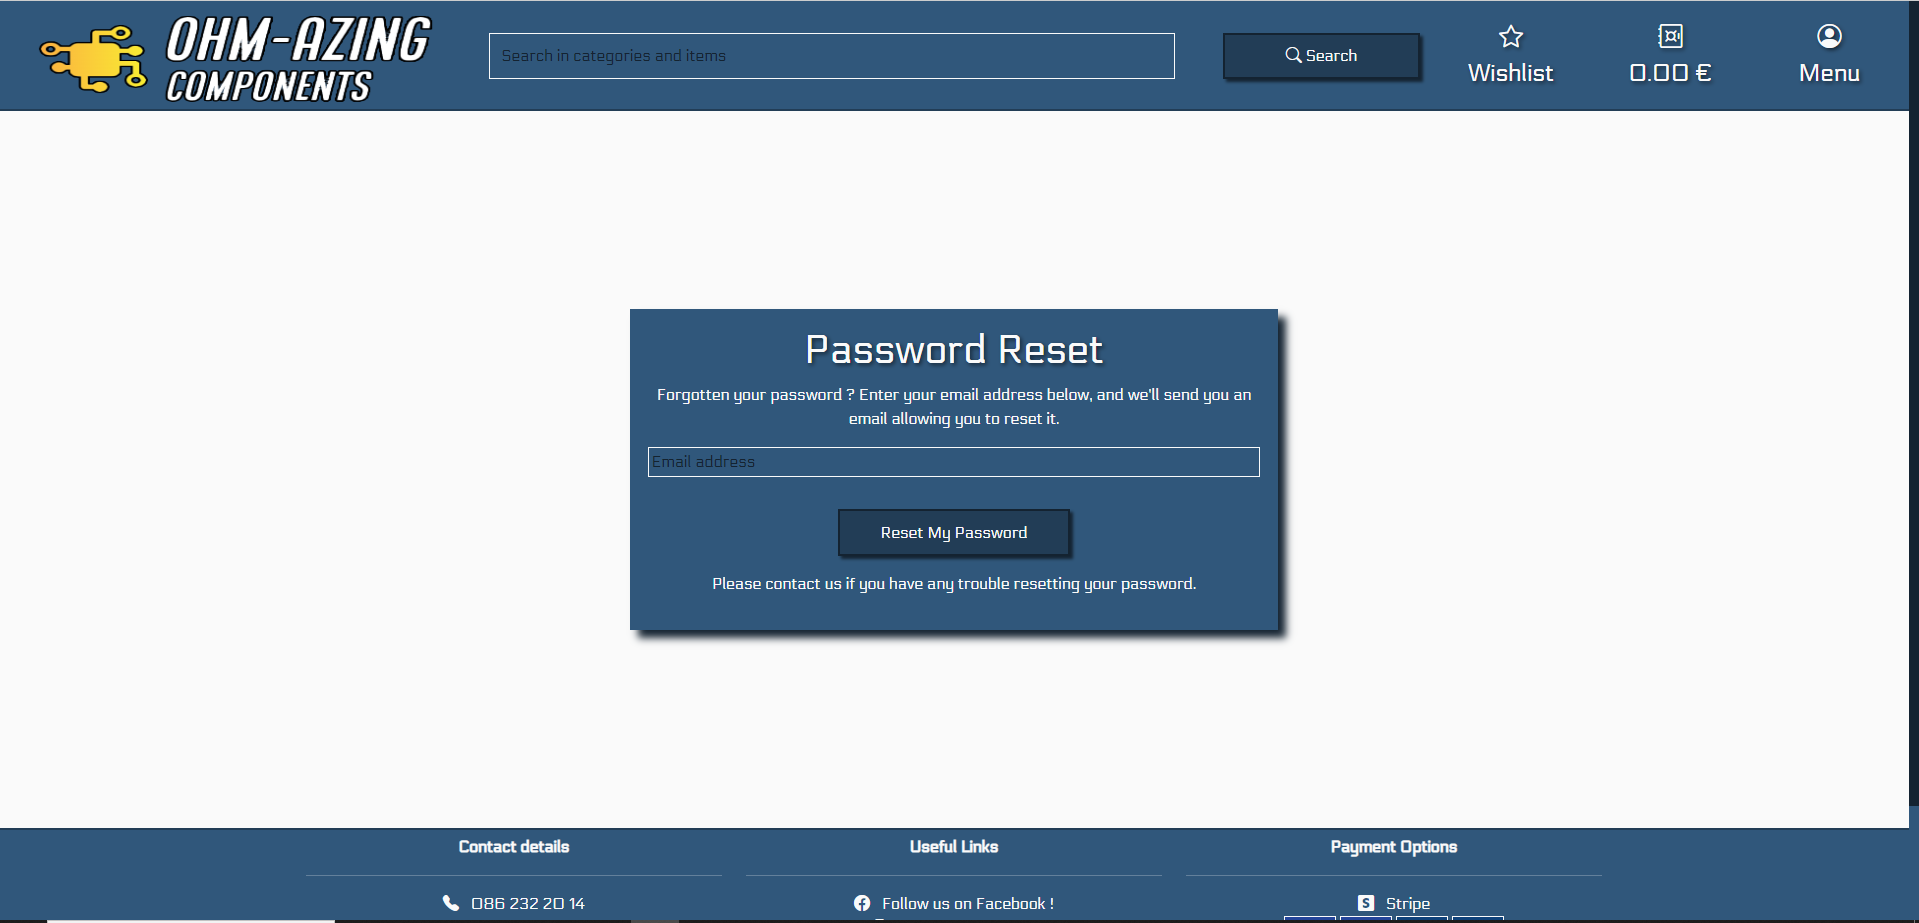 OHM-AZING
COMPONENTS
Search in categories and items
Search
Wishlist
0.00 €
Menu
Password Reset
Forgotten your password ? Enter your email address below, and we'll send you an
email allowing you to reset it.
Email address
Reset My Password
Please contact us if you have any trouble resetting your password.
Contact details
Useful Links
Payment Options
086 232 20 14
Follow us on Facebook !
S Stripe